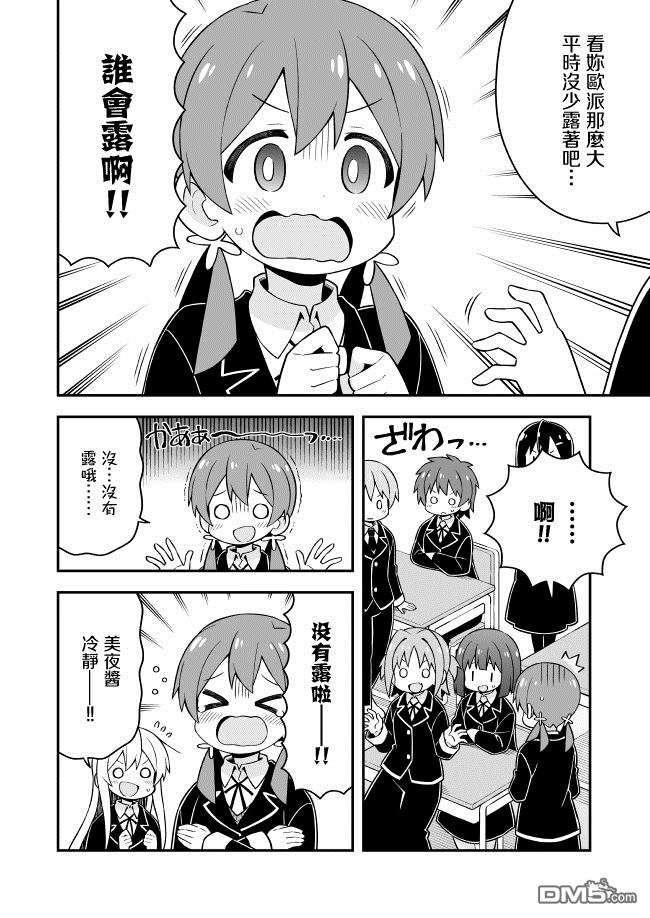 看妳歐派那麼大
平時沒少露著吧…
誰會露啊!!
ざわっ…
……
啊!!
かあぁ～～～っ…
沒…沒有
露哦……
没有露啦──!!
美夜醬
冷靜──!!
DM5.com